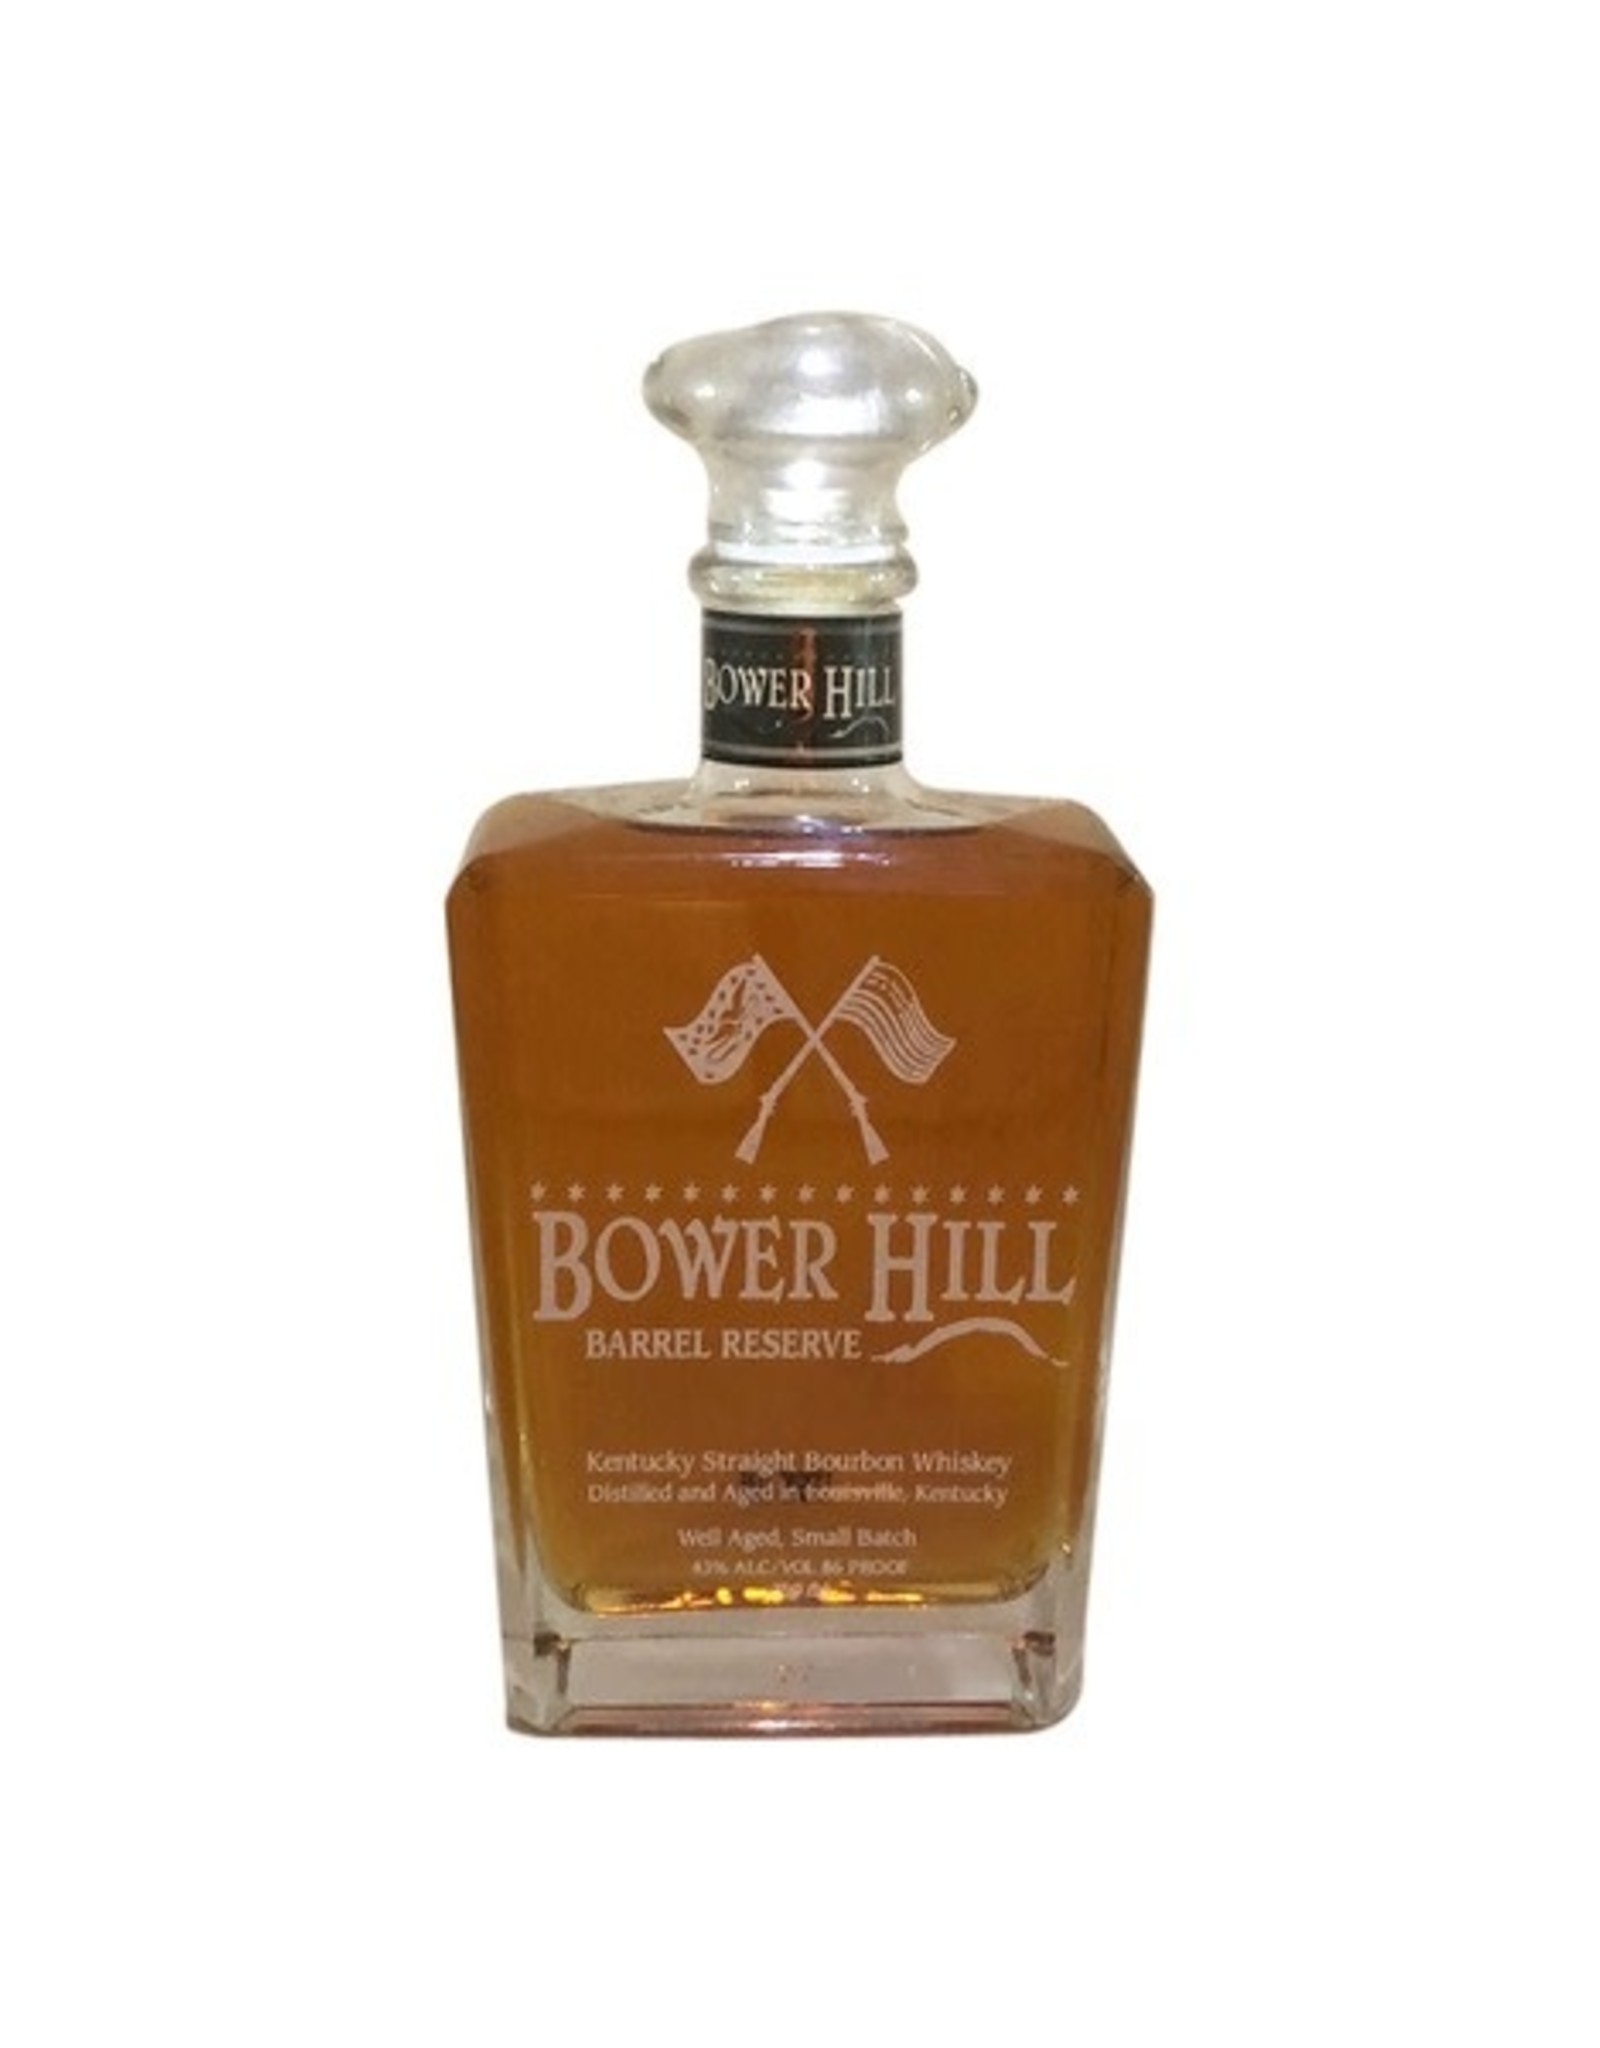 BOWER HILL
BOWER HILL
BARREL RESERVE
Kentucky Straight Bourbon Whiskey
Distilled and Aged in Louisville, Kentucky
Well Aged, Small Batch
43% ALC/VOL 86 PROOF